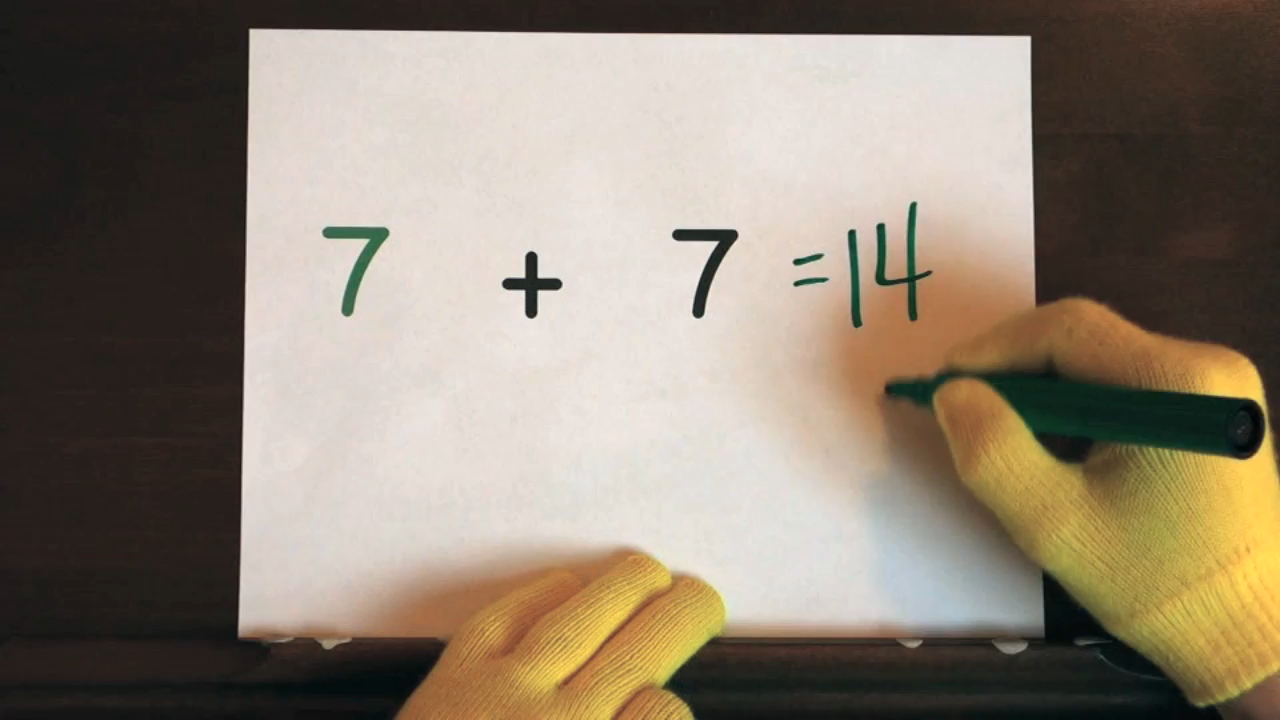 7 + 7 = 14